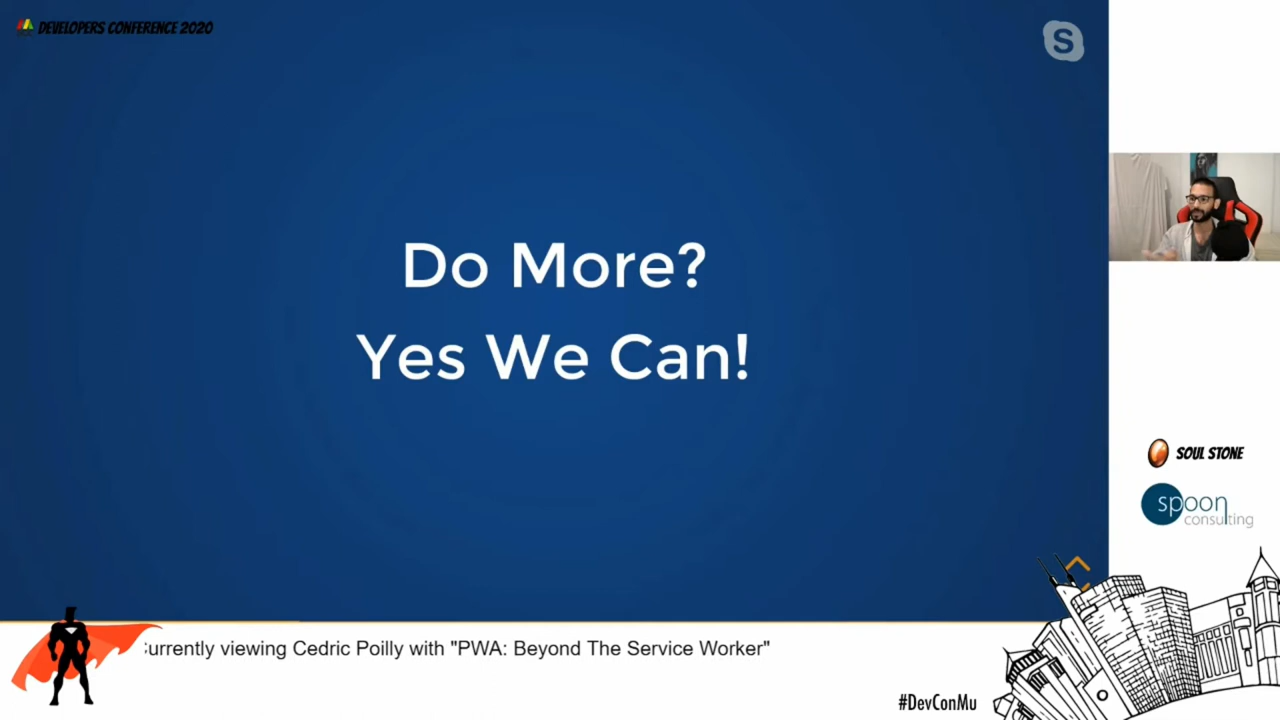 DEVELOPERS CONFERENCE 2020
S
Do More?
Yes We Can!
SOUL STONE
spoon
consulting
Currently viewing Cedric Poilly with "PWA: Beyond The Service Worker"
#DevConMu